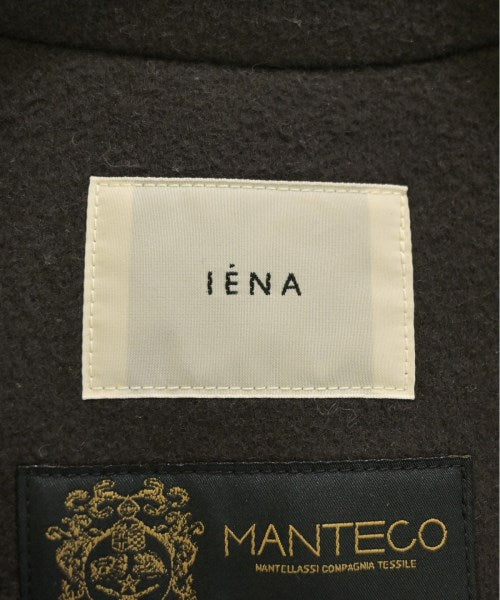 IÉNA
MANTECO
MANTELLASSI COMPAGNIA TESSILE